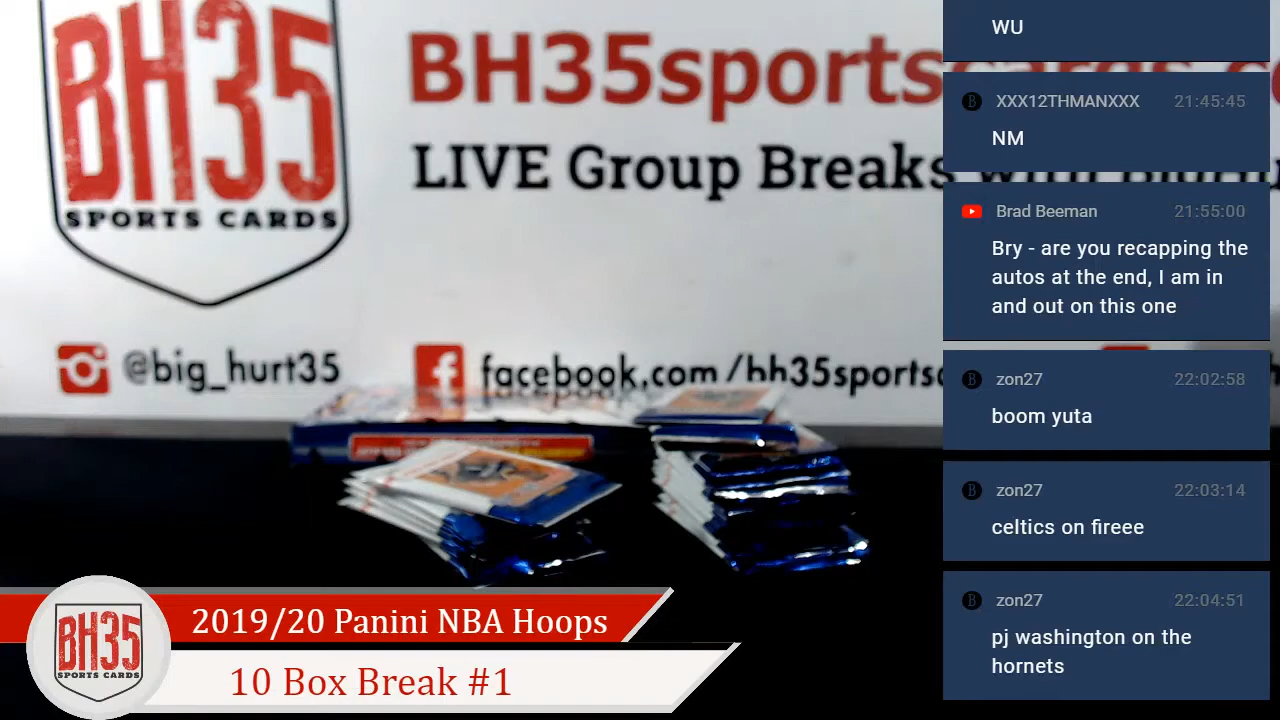 BH35
SPORTS CARDS
BH35sportscards.co
LIVE Group Breaks with
@big_hurt35
facebook.com/bh35sports
2019/20 Panini NBA Hoops
10 Box Break #1
BH35
SPORTS CARDS
WU
XXX12THMANXXX 21:45:45
NM
Brad Beeman 21:55:00
Bry - are you recapping the
autos at the end, I am in
and out on this one
zon27 22:02:58
boom yuta
zon27 22:03:14
celtics on fireee
zon27 22:04:51
pj washington on the
hornets